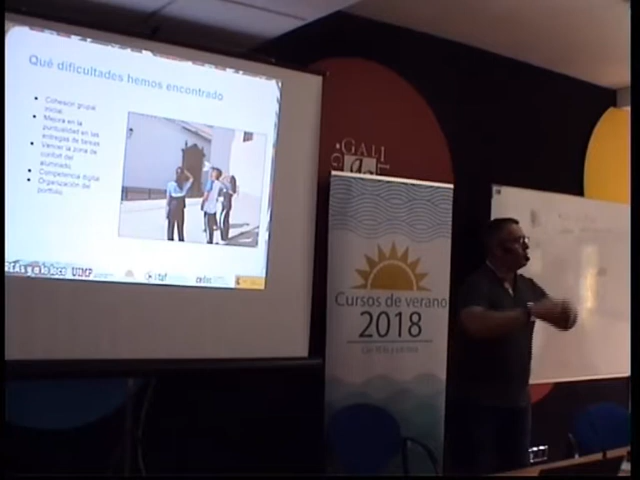 Qué dificultades hemos encontrado
Cohesión grupal
inicial.
Mejora en la
puntualidad en las
entregas de tareas
Vencer la zona de
confort del
alumnado.
Competencia digital
Organización del
portfolio.
GALI
Cursos de verano
2018